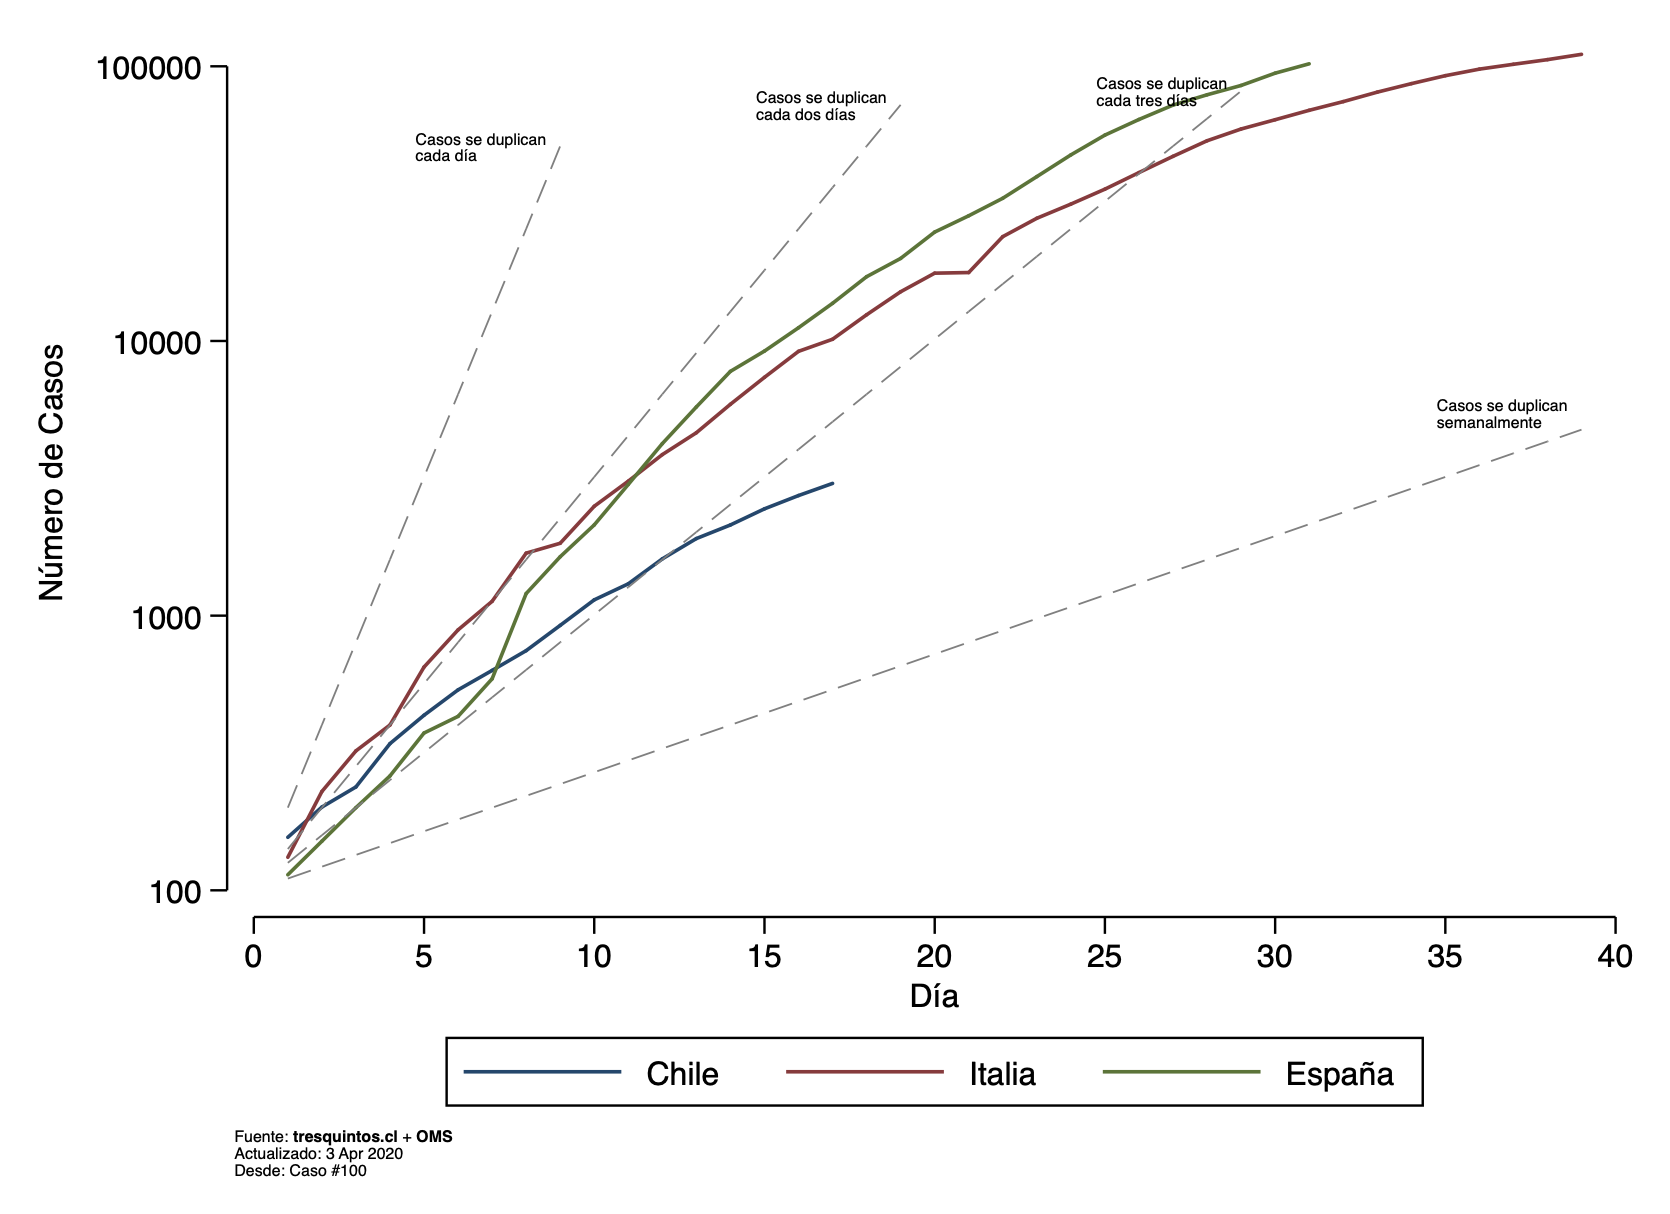 100000
10000
1000
100
Número de Casos
Casos se duplican
cada día
Casos se duplican
cada dos días
Casos se duplican
cada tres días
Casos se duplican
semanalmente
0 5 10 15 20 25 30 35 40
Día
Chile Italia España
Fuente: tresquintos.cl + OMS
Actualizado: 3 Apr 2020
Desde: Caso #100